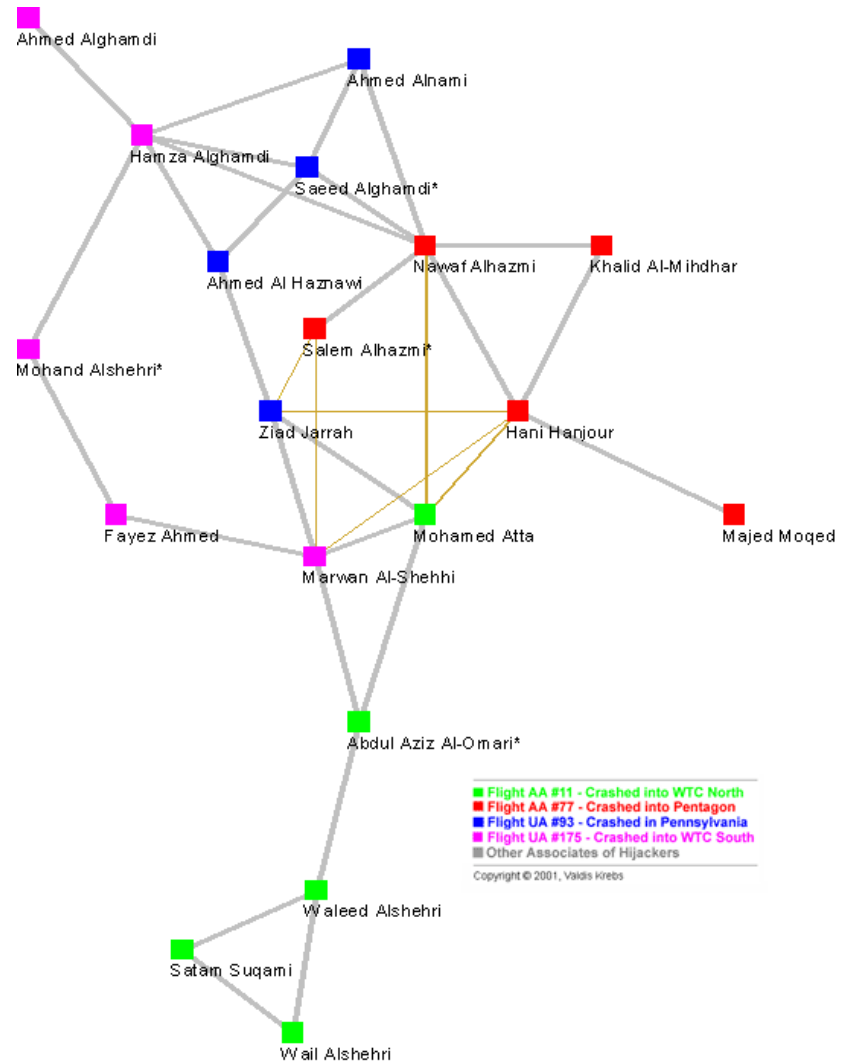 Ahmed Alghamdi
Ahmed Alnami
Hamza Alghamdi
Saeed Alghamdi*
Nawaf Alhazmi
Khalid Al-Mihdhar
Ahmed Al Haznawi
Salem Alhazmi*
Mohand Alshehri*
Ziad Jarrah
Hani Hanjour
Fayez Ahmed
Mohamed Atta
Majed Moqed
Marwan Al-Shehhi
Abdul Aziz Al-Omari*
Flight AA #11 - Crashed into WTC North
Flight AA #77 - Crashed into Pentagon
Flight UA #93 - Crashed in Pennsylvania
Flight UA #175 - Crashed into WTC South
Other Associates of Hijackers
Copyright © 2001, Valdis Krebs
Waleed Alshehri
Satam Suqami
Wail Alshehri